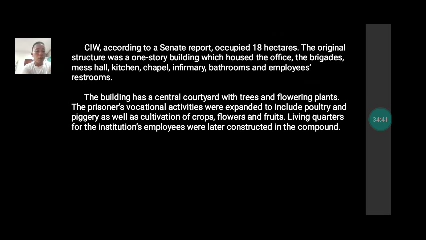 CIW, according to a Senate report, occupied 18 hectares. The original
structure was a one-story building which housed the office, the brigades,
mess hall, kitchen, chapel, infirmary, bathrooms and employees'
restrooms.
The building has a central courtyard with trees and flowering plants.
The prisoner's vocational activities were expanded to include poultry and
piggery as well as cultivation of crops, flowers and fruits. Living quarters
for the institution's employees were later constructed in the compound.
34:41